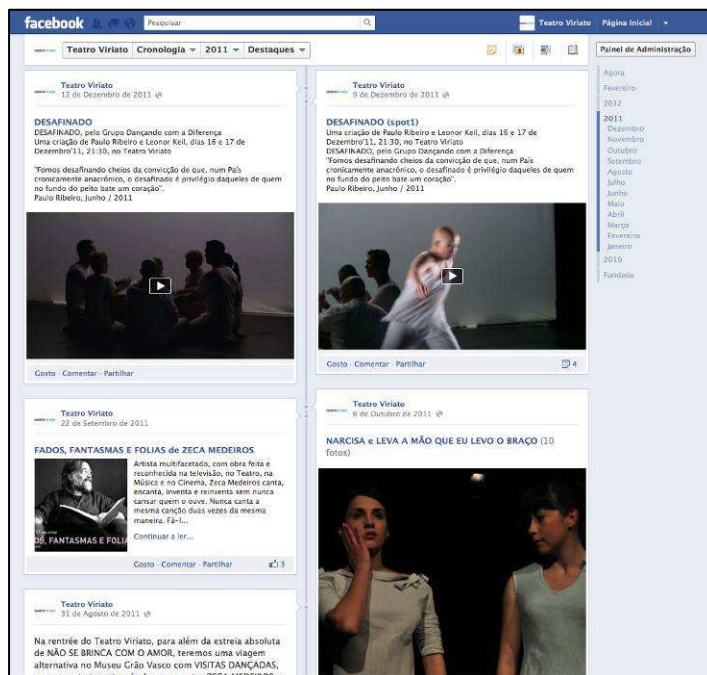 facebook
Pesquisar
Teatro Viriato
Página Inicial
Teatro Viriato
Cronologia
2011
Destaques
Painel de Administração
Agora
Fevereiro
2012
2011
Dezembro
Novembro
Outubro
Setembro
Agosto
Julho
Junho
Maio
Abril
Março
Fevereiro
Janeiro
2010
Fundada
Teatro Viriato
12 de Dezembro de 2011
DESAFINADO
DESAFINADO, pelo Grupo Dançando com a Diferença
Uma criação de Paulo Ribeiro e Leonor Keil, dias 16 e 17 de
Dezembro'11, 21:30, no Teatro Viriato
"Fomos desafinando cheios da convicção de que, num País
cronicamente anacrónico, o desafinado é privilégio daqueles de quem
no fundo do peito bate um coração".
Paulo Ribeiro, Junho / 2011
Gosto · Comentar · Partilhar
Teatro Viriato
9 de Dezembro de 2011
DESAFINADO (spot1)
Uma criação de Paulo Ribeiro e Leonor Keil, dias 16 e 17 de
Dezembro'11, 21:30, no Teatro Viriato
DESAFINADO, pelo Grupo Dançando com a Diferença
"Fomos desafinando cheios da convicção de que, num País
cronicamente anacrónico, o desafinado é privilégio daqueles de quem
no fundo do peito bate um coração".
Paulo Ribeiro, Junho / 2011
Gosto · Comentar · Partilhar
4
Teatro Viriato
22 de Setembro de 2011
FADOS, FANTASMAS E FOLIAS de ZECA MEDEIROS
Artista multifacetado, com obra feita e
reconhecida na televisão, no Teatro, na
Música e no Cinema, Zeca Medeiros canta,
encanta, inventa e reinventa sem nunca
cansar quem o ouve. Nunca canta a
mesma canção duas vezes da mesma
maneira. Fá-l...
Continuar a ler...
OS, FANTASMAS E FOLIA
Gosto · Comentar · Partilhar
3
Teatro Viriato
6 de Outubro de 2011
NARCISA e LEVA A MÃO QUE EU LEVO O BRAÇO (10
fotos)
Teatro Viriato
31 de Agosto de 2011
Na rentrée do Teatro Viriato, para além da estreia absoluta
de NÃO SE BRINCA COM O AMOR, teremos uma viagem
alternativa no Museu Grão Vasco com VISITAS DANÇADAS,